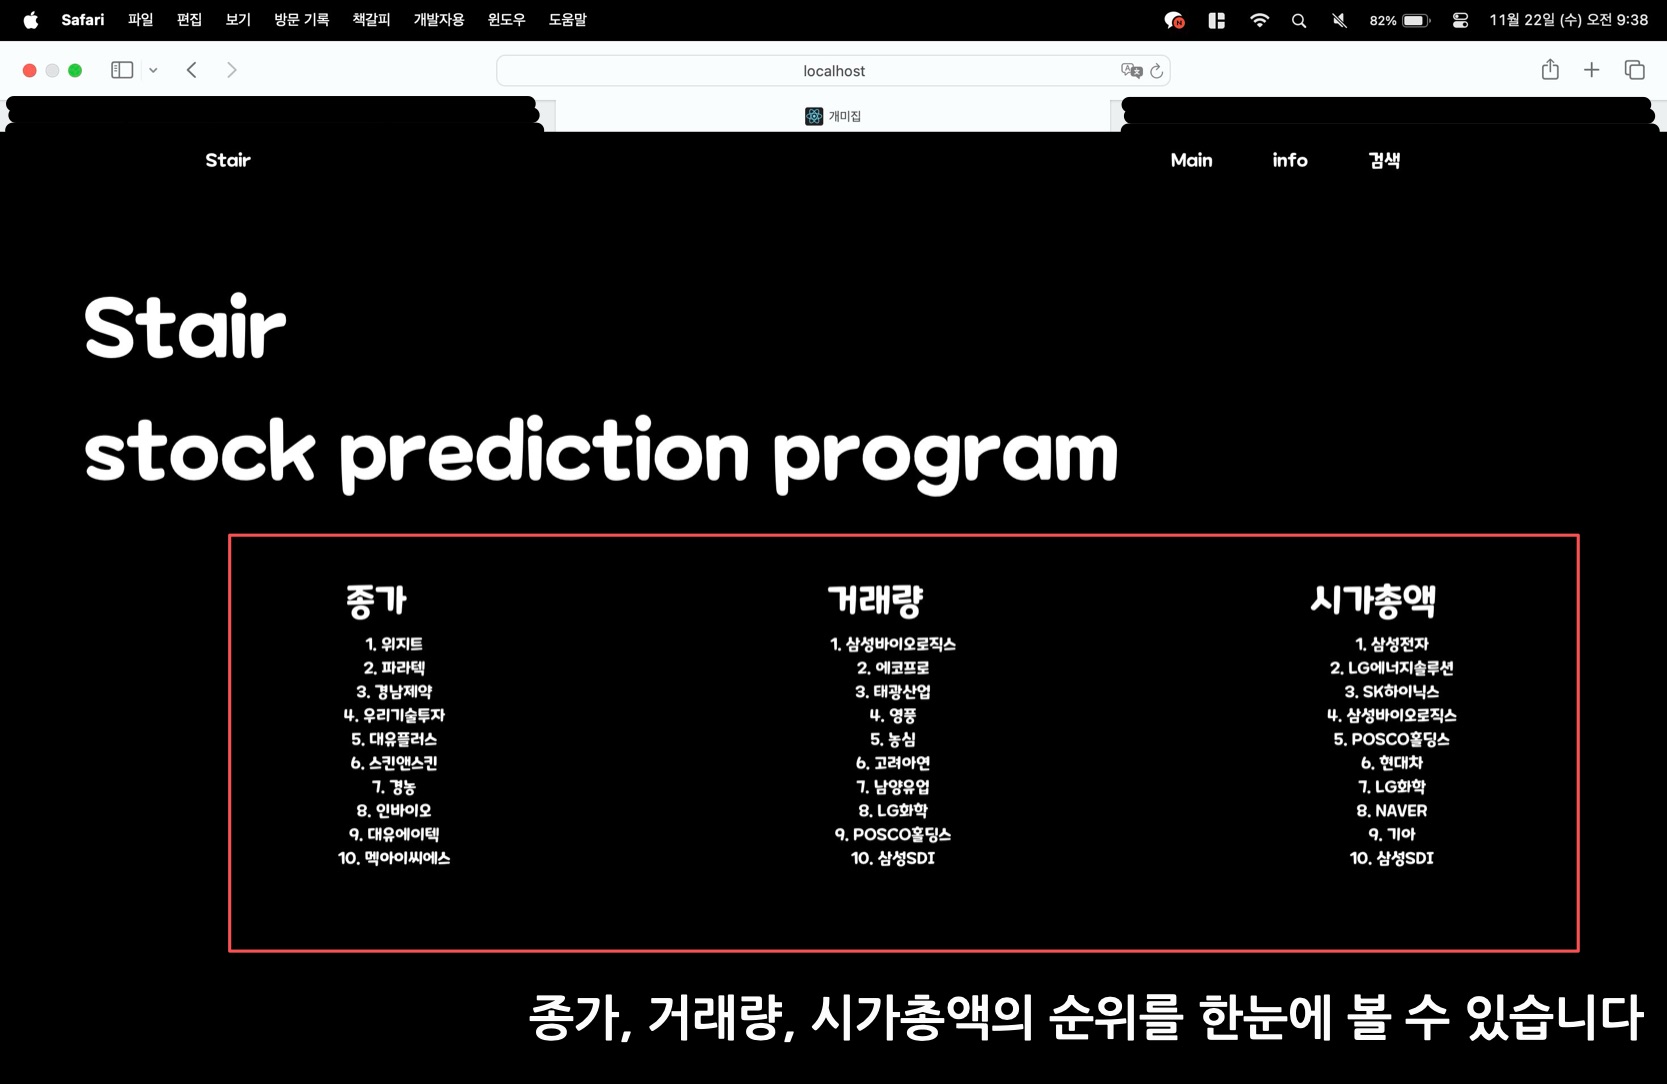 Safari 파일 편집 보기 방문 기록 책갈피 개발자용 윈도우 도움말 82% 11월 22일 (수) 오전 9:38
localhost
개미집
Stair Main info 검색
Stair
stock prediction program
종가
1. 위지트
2. 파라텍
3. 경남제약
4. 우리기술투자
5. 대유플러스
6. 스킨앤스킨
7. 경농
8. 인바이오
9. 대유에이텍
10. 멕아이씨에스
거래량
1. 삼성바이오로직스
2. 에코프로
3. 태광산업
4. 영풍
5. 농심
6. 고려아연
7. 남양유업
8. LG화학
9. POSCO홀딩스
10. 삼성SDI
시가총액
1. 삼성전자
2. LG에너지솔루션
3. SK하이닉스
4. 삼성바이오로직스
5. POSCO홀딩스
6. 현대차
7. LG화학
8. NAVER
9. 기아
10. 삼성SDI
종가, 거래량, 시가총액의 순위를 한눈에 볼 수 있습니다